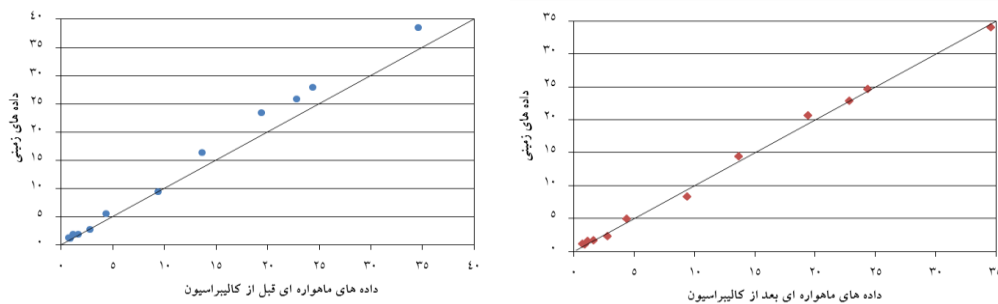 ۴۰
۳۵
۳۰
۲۵
۲۰
۱۵
۱۰
۵
۰
داده های زمینی
۰ ۵ ۱۰ ۱۵ ۲۰ ۲۵ ۳۰ ۳۵ ۴۰
داده های ماهواره ای قبل از کالیبراسیون
۳۵
۳۰
۲۵
۲۰
۱۵
۱۰
۵
۰
داده های زمینی
۰ ۵ ۱۰ ۱۵ ۲۰ ۲۵ ۳۰ ۳۵
داده های ماهواره ای بعد از کالیبراسیون